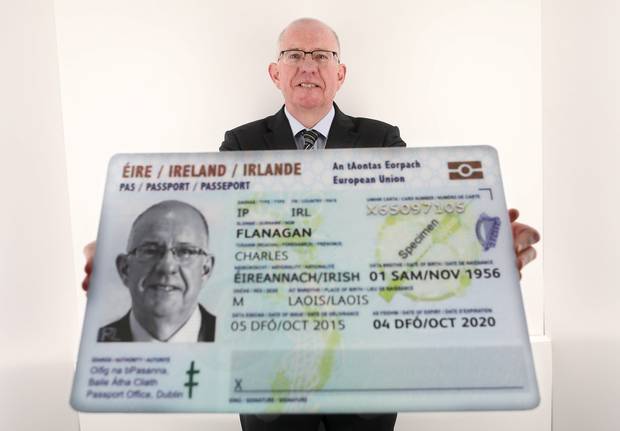 ÉIRE / IRELAND / IRLANDE
PAS / PASSPORT / PASSEPORT
An tAontas Eorpach
European Union
IP IRL
X65097105
FLANAGAN
CHARLES
Specimen
ÉIREANNACH/IRISH 01 SAM/NOV 1956
M LAOIS/LAOIS
05 DFÓ/OCT 2015 04 DFÓ/OCT 2020
Oifig na bPasanna,
Baile Átha Cliath
Passport Office, Dublin
X